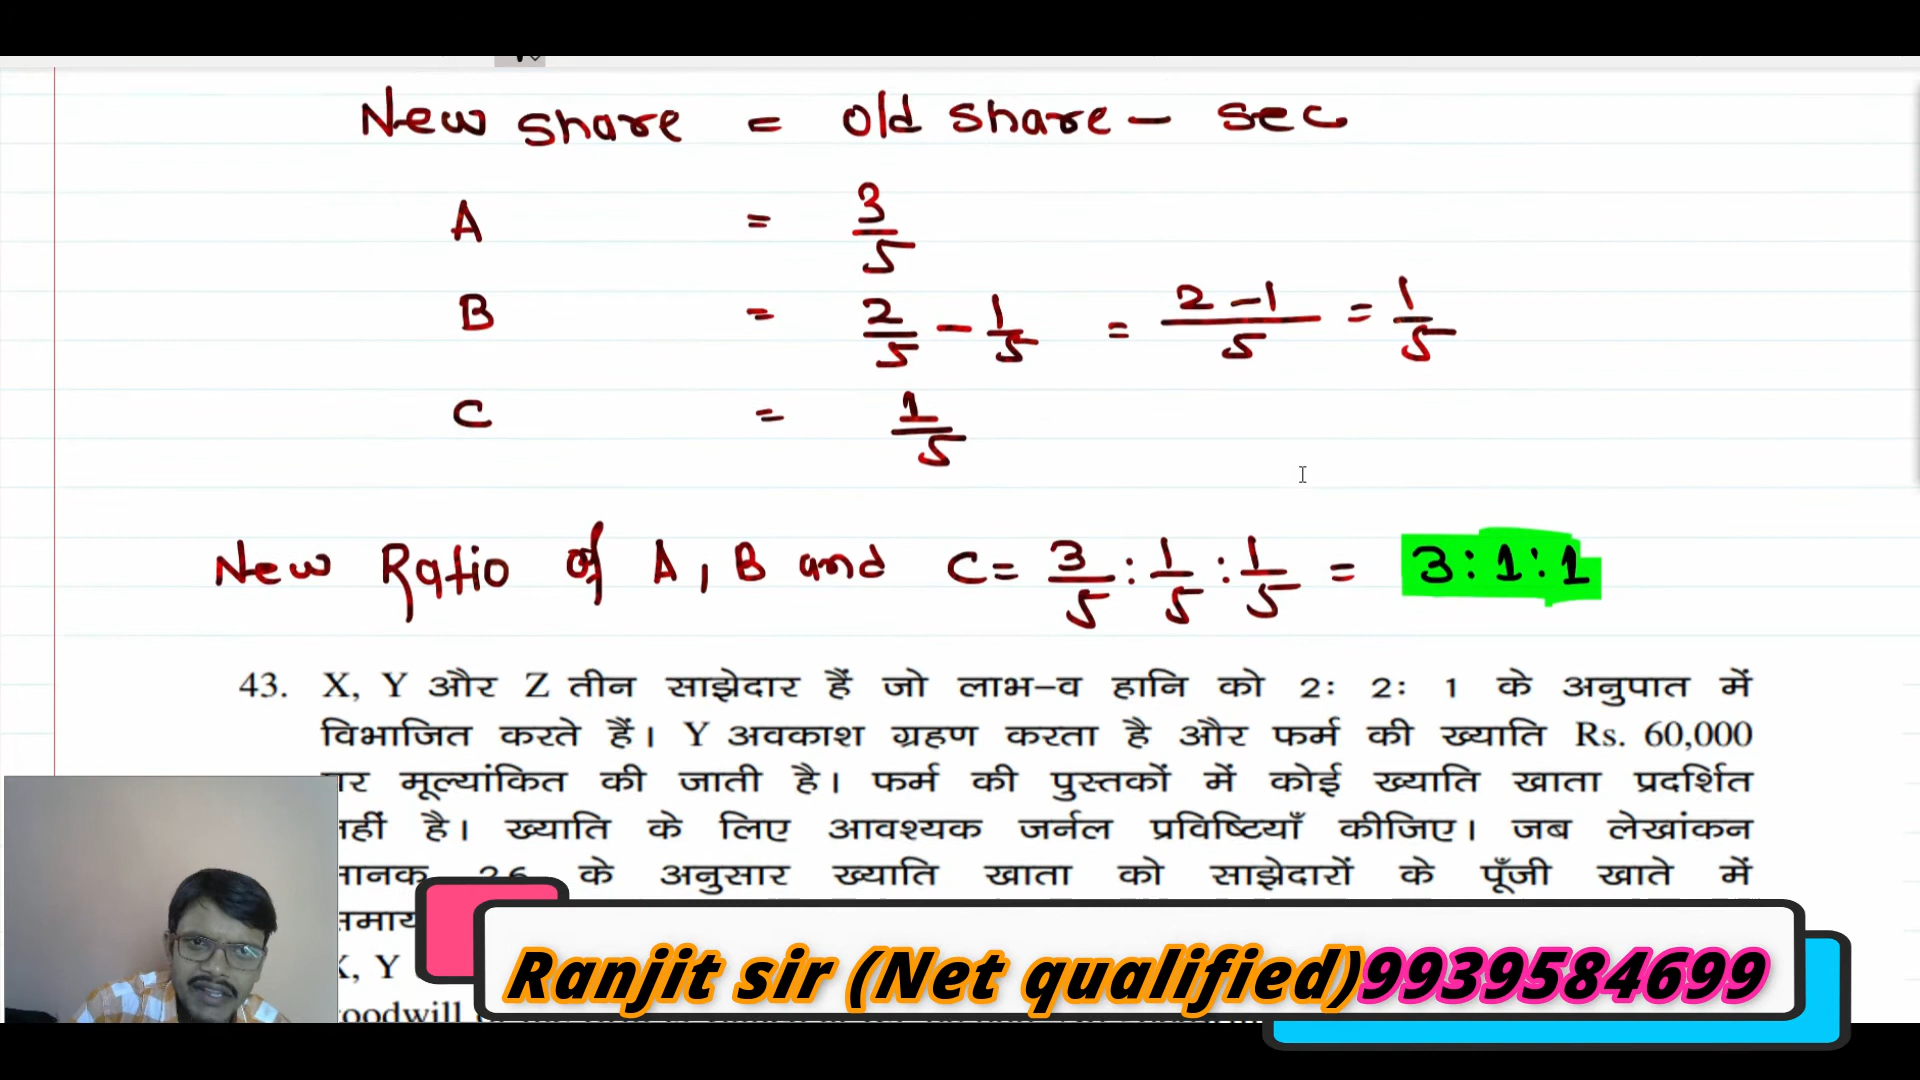 New share = old share - sec
A = 3/5
B = 2/5 - 1/5 = 2-1/5 = 1/5
C = 1/5
New Ratio of A, B and C = 3/5 : 1/5 : 1/5 = 3:1:1
43. X, Y और Z तीन साझेदार हैं जो लाभ-व हानि को 2: 2: 1 के अनुपात में
विभाजित करते हैं। Y अवकाश ग्रहण करता है और फर्म की ख्याति Rs. 60,000
मूल्यांकित की जाती है। फर्म की पुस्तकों में कोई ख्याति खाता प्रदर्शित
है। ख्याति के लिए आवश्यक जर्नल प्रविष्टियाँ कीजिए। जब लेखांकन
26 के अनुसार ख्याति खाता को साझेदारों के पूँजी खाते में
X, Y
Ranjit sir (Net qualified)9939584699